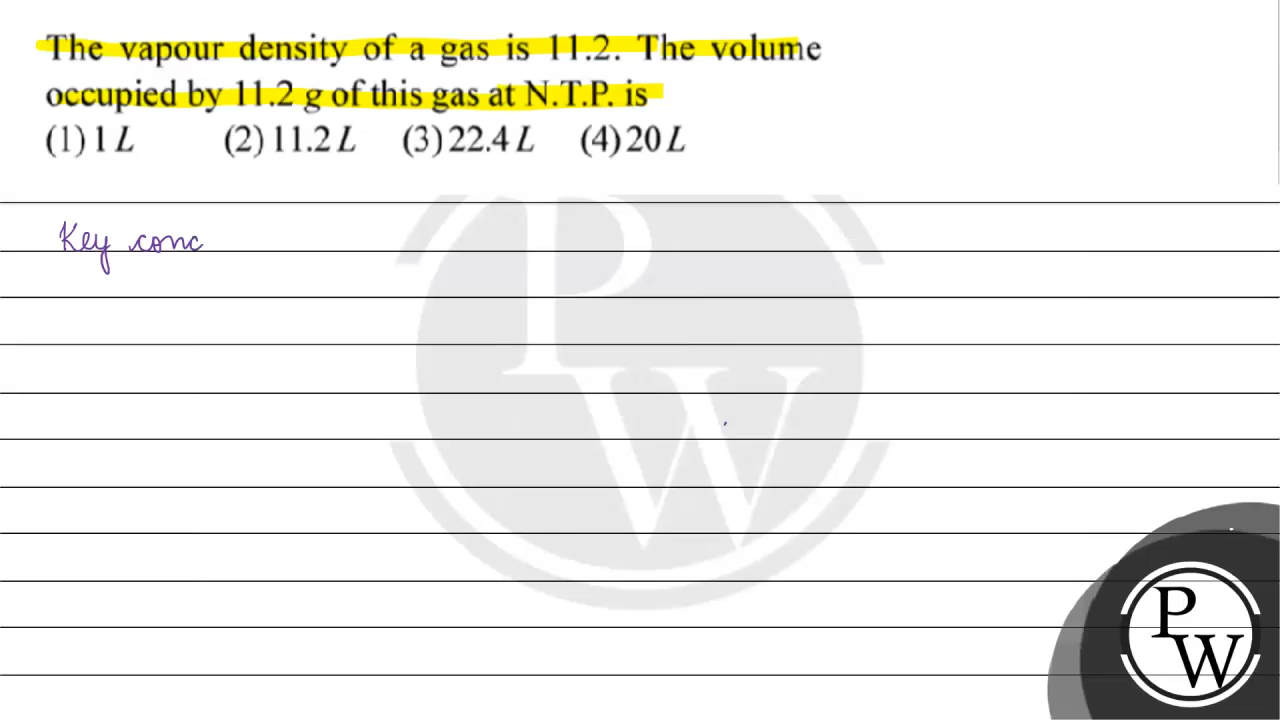 The vapour density of a gas is 11.2. The volume
occupied by 11.2 g of this gas at N.T.P. is
(1) 1 L (2) 11.2 L (3) 22.4 L (4) 20 L
Key conc
P
W
P
W